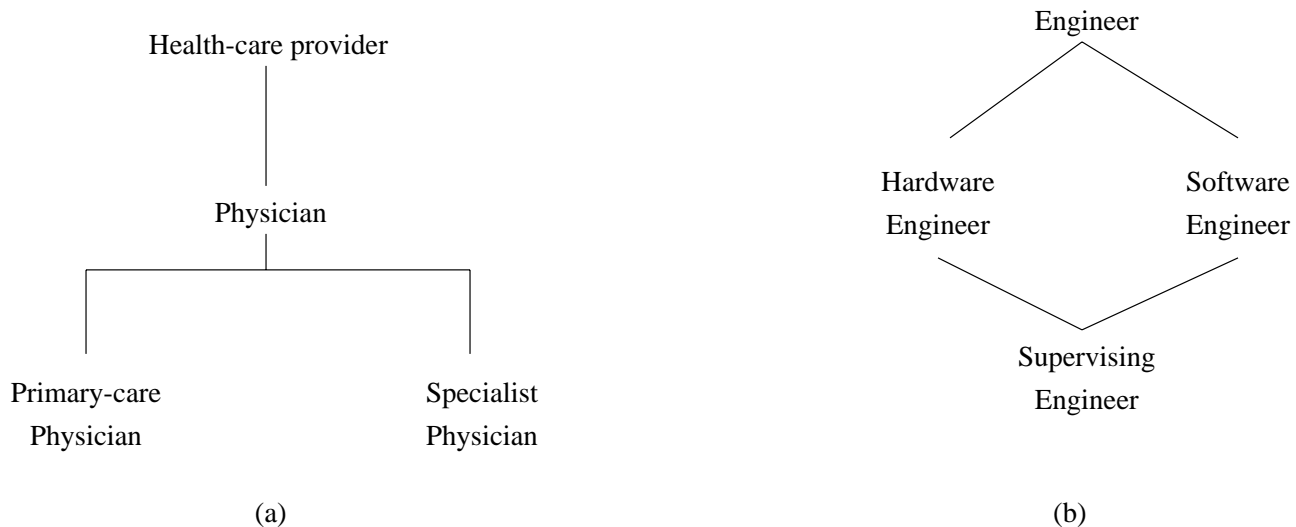 Health-care provider
Physician
Primary-care
Physician
Specialist
Physician
(a)
Engineer
Hardware
Engineer
Software
Engineer
Supervising
Engineer
(b)